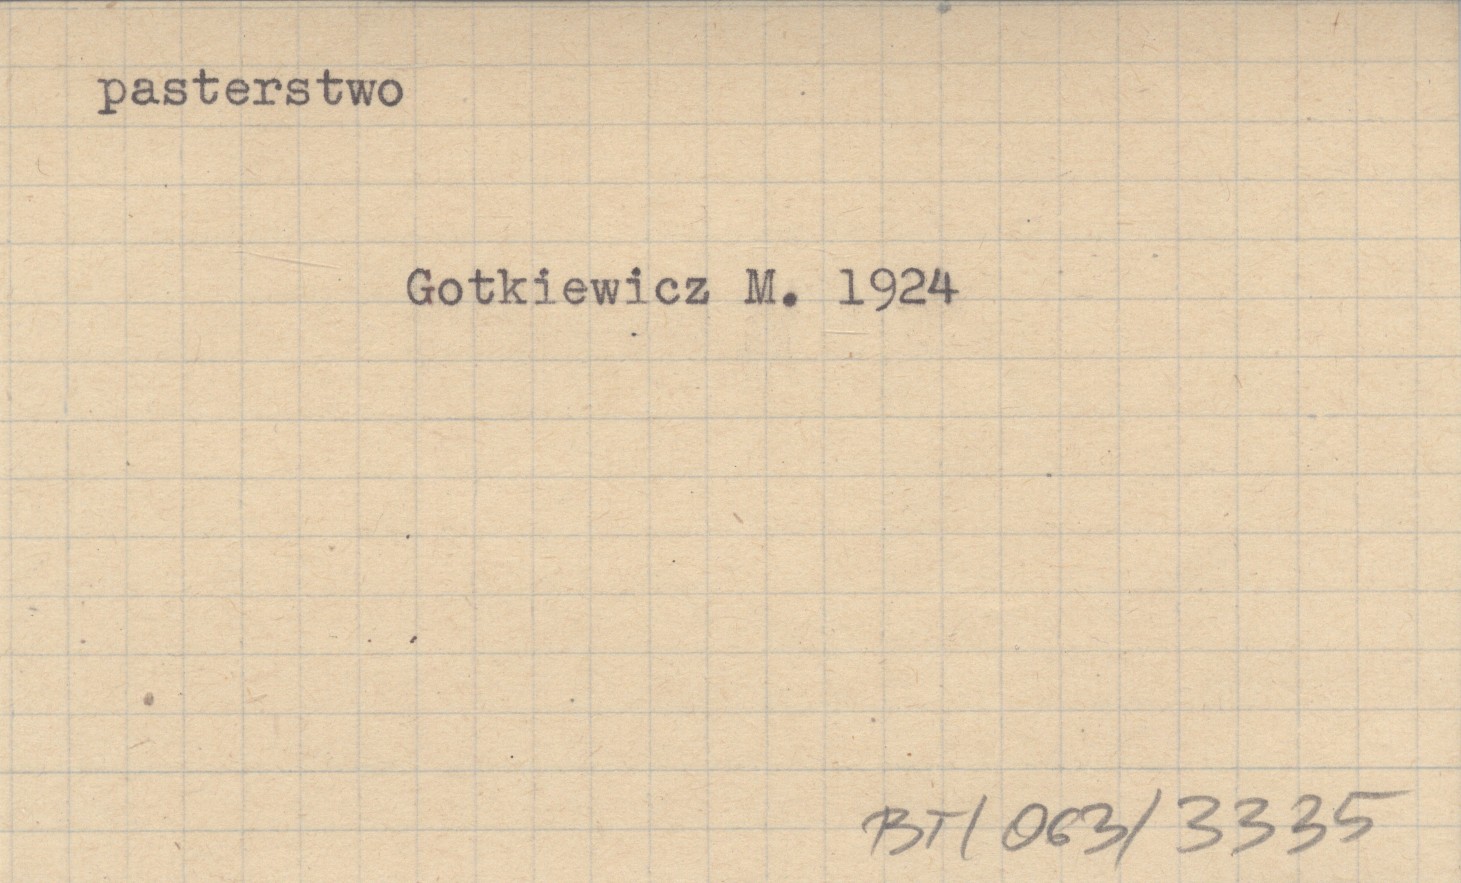 pasterstwo
Gotkiewicz M. 1924
BT/063/3335